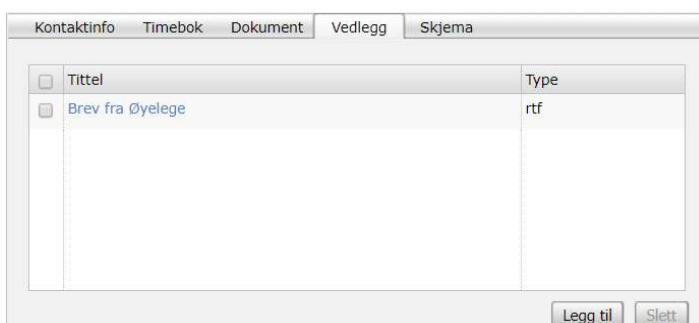 Kontaktinfo Timebok Dokument Vedlegg Skjema
Tittel Type
Brev fra Øyelege rtf
Legg til Slett